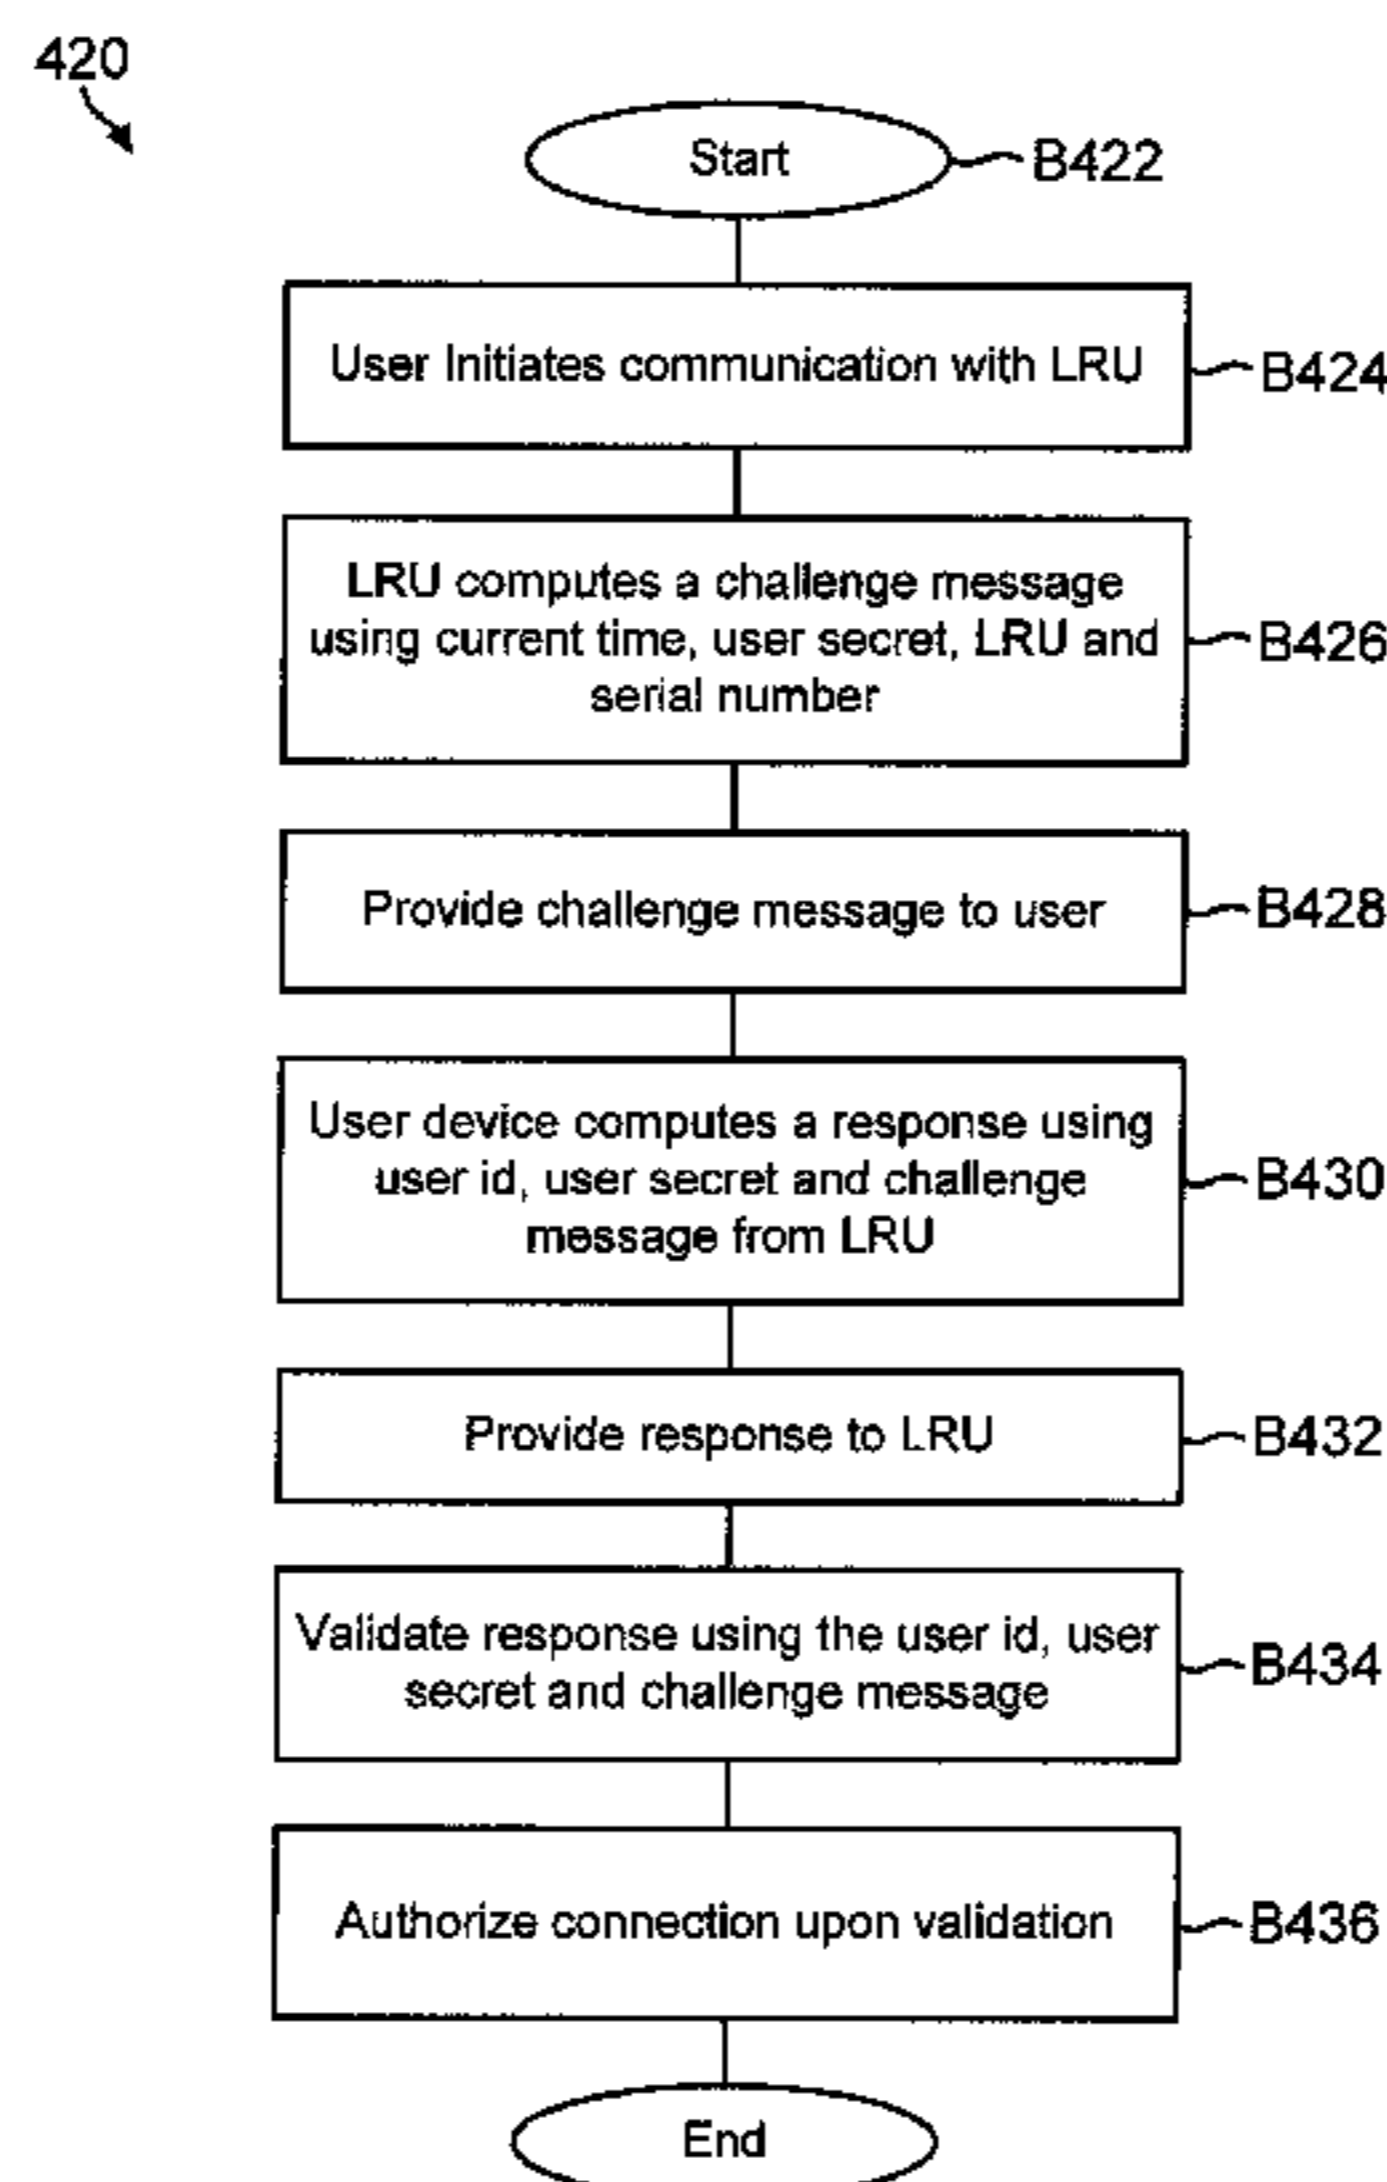 420
Start
B422
User Initiates communication with LRU
B424
LRU computes a challenge message
using current time, user secret, LRU and
serial number
B426
Provide challenge message to user
B428
User device computes a response using
user id, user secret and challenge
message from LRU
B430
Provide response to LRU
B432
Validate response using the user id, user
secret and challenge message
B434
Authorize connection upon validation
B436
End